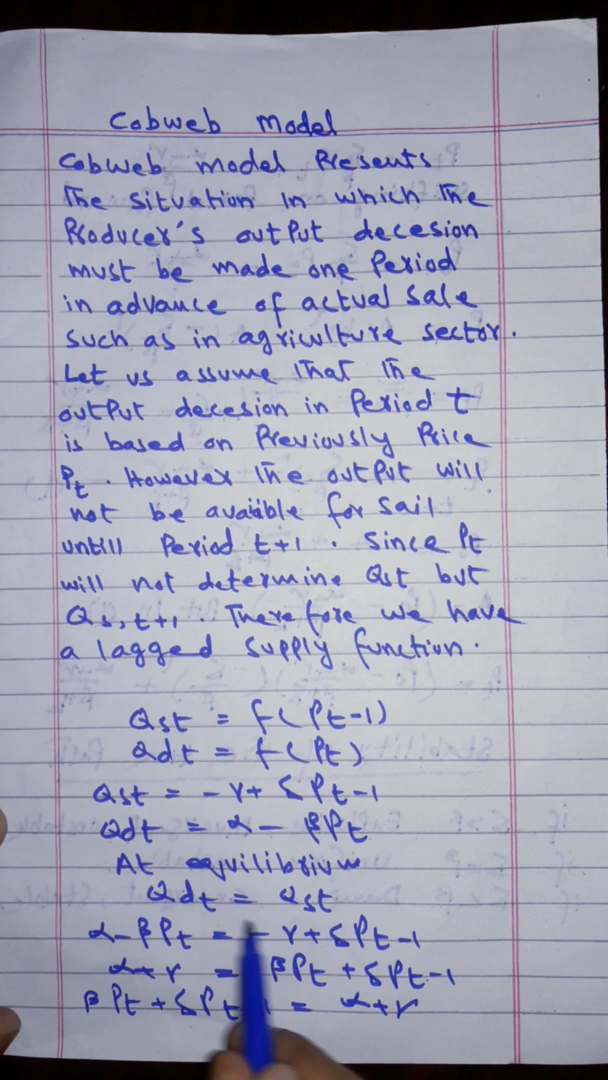 Cobweb Model
Cobweb model Presents
The situation In which The
Producer's output decesion
must be made one Period
in advance of actual Sale
such as in agriculture sector.
Let us assume that The
output decesion in Period t
is based on Previously Price
Pt. However the output will
not be avaiible for Sail
untill Period t+1. Since Pt
will not determine Qst but
Qs,t+1. Therefore we have
a lagged supply function.
Qst = f(Pt-1)
Qdt = f(Pt)
Qst = -γ+ δPt-1
Qdt = α- βPt
At equilibrium
Qdt = Qst
α-βPt = -γ+δPt-1
α+γ = βPt+δPt-1
βPt+δPt-1 = α+γ